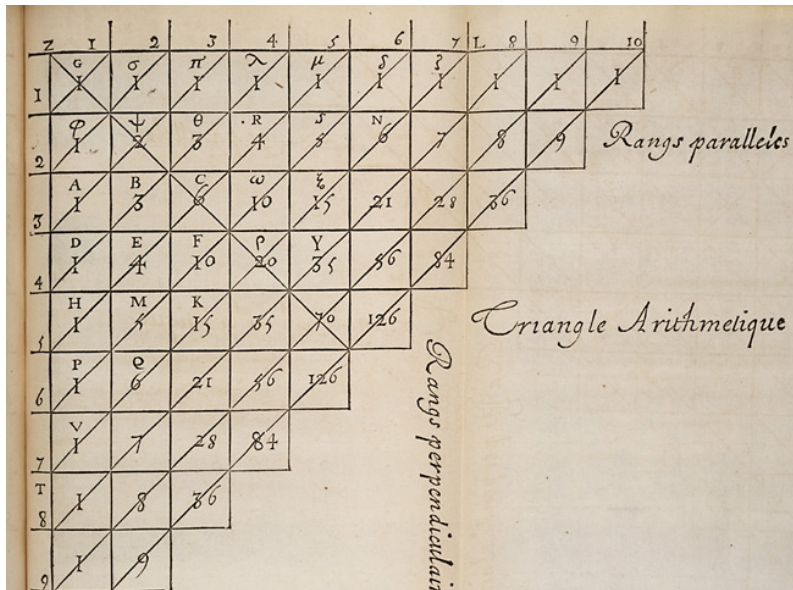 Z 1 2 3 4 5 6 7 L 8 9 10
G σ π λ μ δ ζ
1 1 1 1 1 1 1 1 1 1 1
φ ψ θ R S N
2 1 2 3 4 5 6 7 8 9 Rangs paralleles
A B C ω ξ
3 1 3 6 10 15 21 28 36
D E F ρ Y
4 1 4 10 20 35 56 84
H M K
5 1 5 15 35 70 126 Triangle Arithmetique
P Q
6 1 6 21 56 126
V
7 1 7 28 84
T
8 1 8 36
9 1 9
Rangs perpendiculair